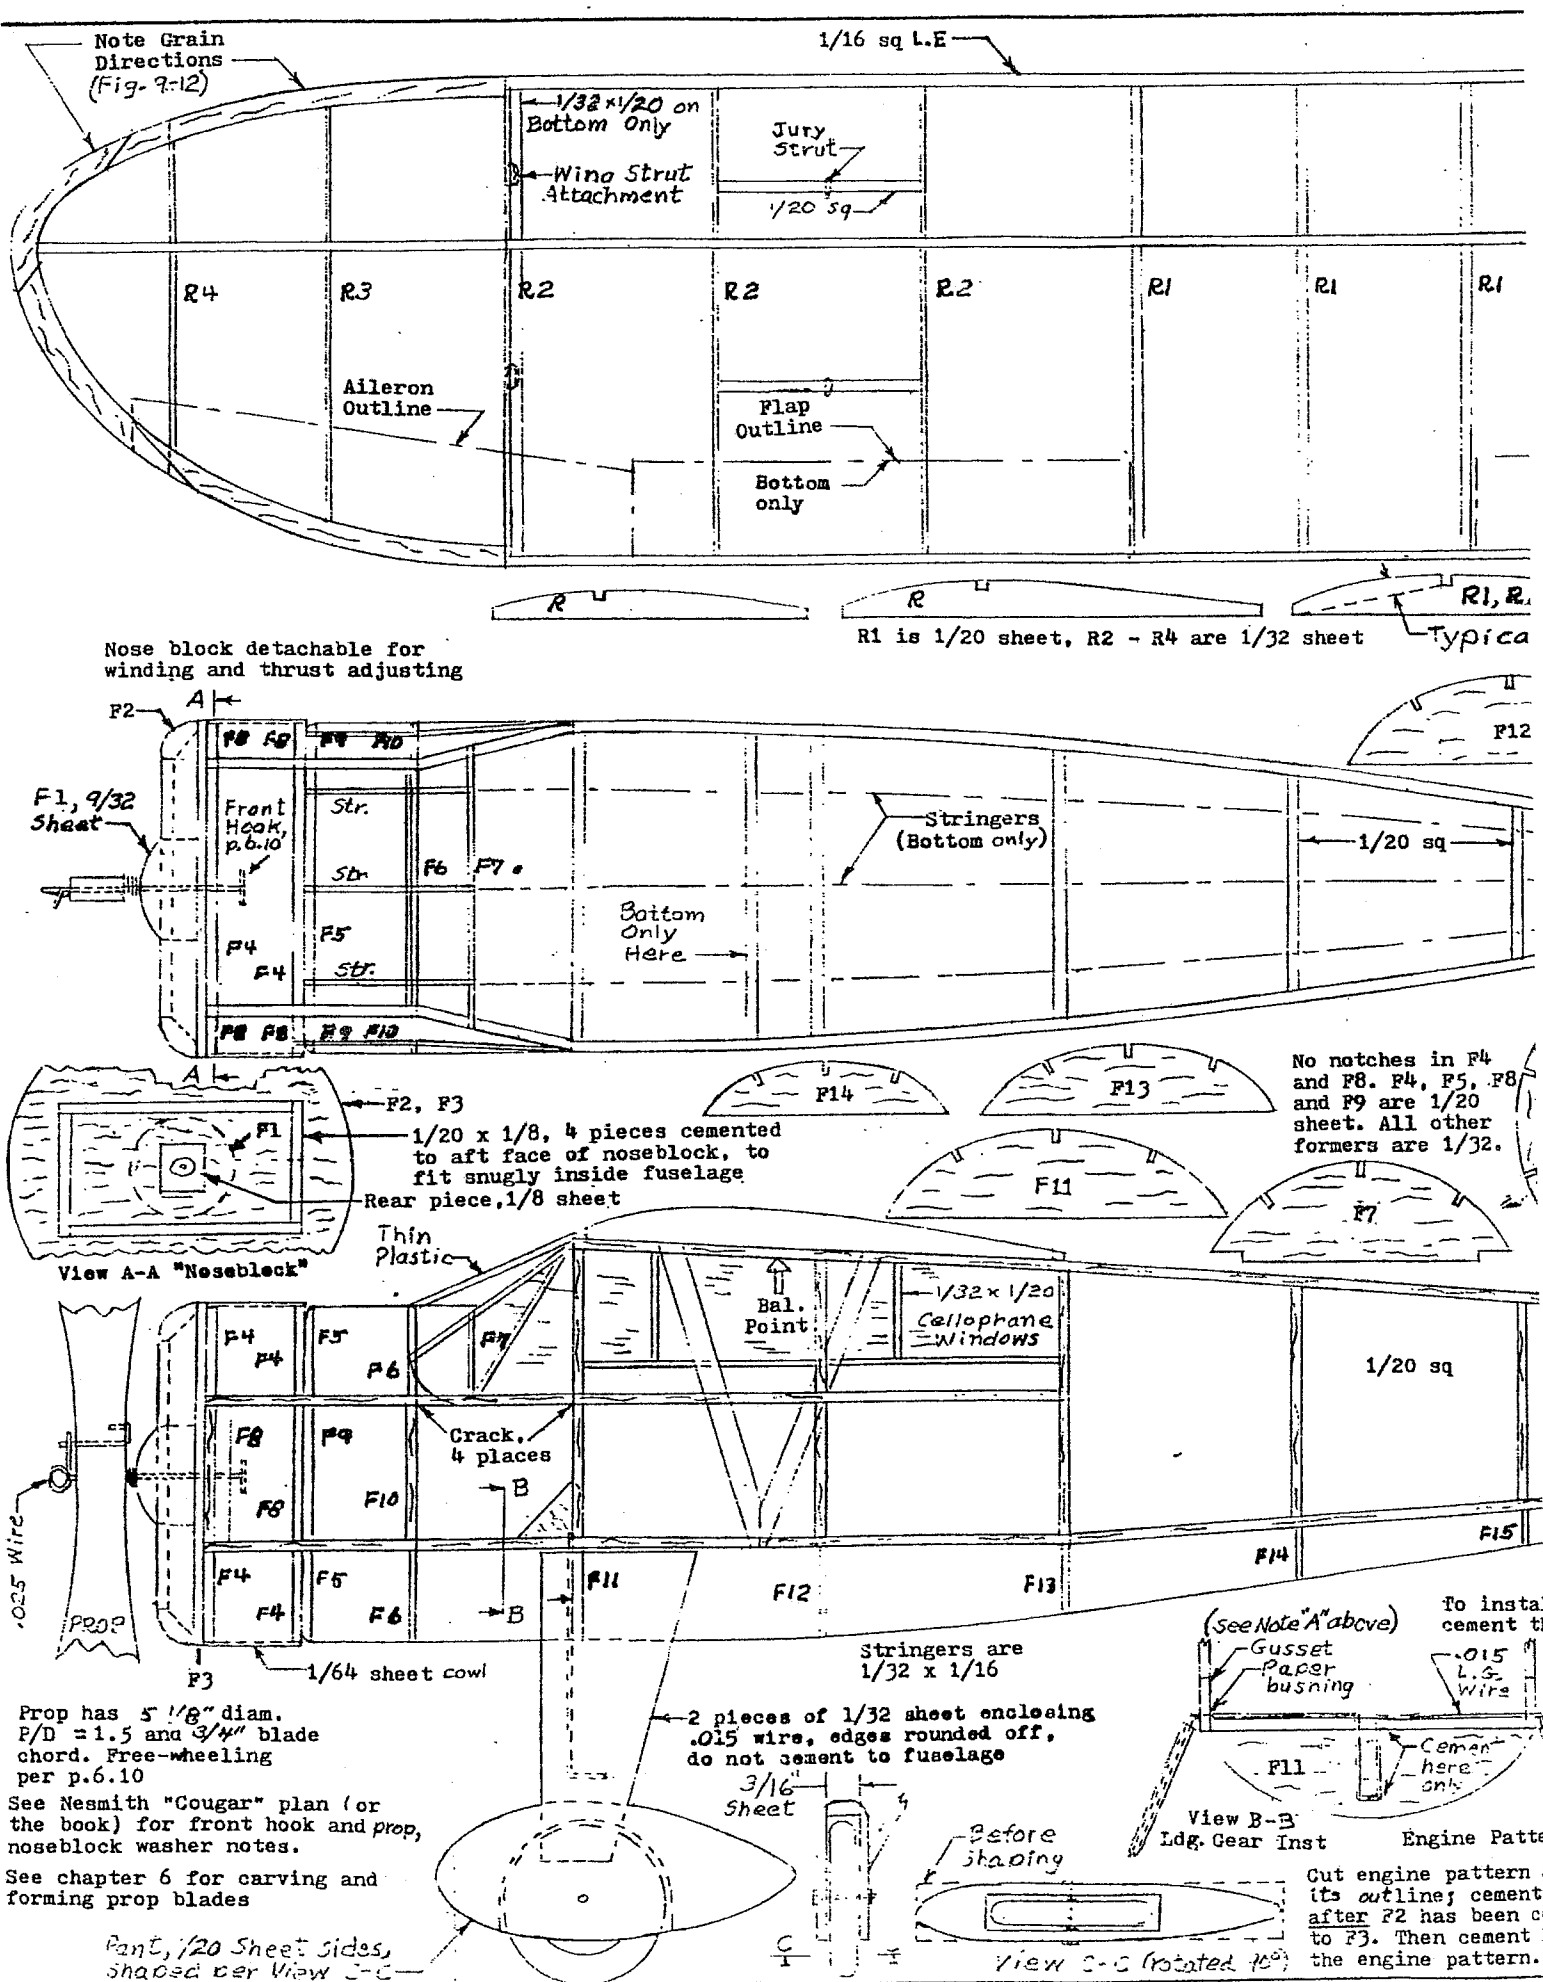 Note Grain
Directions
(Fig. 9-12)
1/16 sq L.E
1/32 x 1/20 on
Bottom Only
Wing Strut
Attachment
Jury
Strut
1/20 sq
R4
R3
R2
R2
R2
R1
R1
R1
Aileron
Outline
Flap
Outline
Bottom
only
R
R
R1, R
R1 is 1/20 sheet, R2 - R4 are 1/32 sheet
Typica
Nose block detachable for
winding and thrust adjusting
A
F2
F8 F8 F9 F10
F12
F1, 9/32
Sheet
Front
Hook,
p.6.10
Str.
Str
Str.
F6
F7
F4
F4
F5
Stringers
(Bottom only)
1/20 sq
Bottom
Only
Here
F8 F8 F9 F10
A
F2, F3
F1
1/20 x 1/8, 4 pieces cemented
to aft face of noseblock, to
fit snugly inside fuselage
Rear piece, 1/8 sheet
View A-A "Noseblock"
F14
F13
No notches in F4
and F8. F4, F5, F8
and F9 are 1/20
sheet. All other
formers are 1/32.
F11
F7
Thin
Plastic
Bal.
Point
1/32 x 1/20
Cellophane
Windows
1/20 sq
F4
F4
F5
F6
F7
Crack,
4 places
F8
F8
F9
F10
B
B
F4
F4
F5
F6
F11
F12
F13
F14
F15
.025 Wire
PROP
F3
1/64 sheet cowl
Stringers are
1/32 x 1/16
Prop has 5 1/8" diam.
P/D = 1.5 and 3/4" blade
chord. Free-wheeling
per p.6.10
See Nesmith "Cougar" plan (or
the book) for front hook and prop,
noseblock washer notes.
See chapter 6 for carving and
forming prop blades
Pant, 1/20 Sheet sides,
Shaped per View C-C
2 pieces of 1/32 sheet enclosing
.015 wire, edges rounded off,
do not cement to fuselage
3/16"
Sheet
C
Before
Shaping
View C-C (rotated
(see Note "A" above)
Gusset
Paper
bushing
To instal
cement th
.015
L.G.
Wire
F11
Cement
here
only
View B-B
Ldg. Gear Inst
Engine Patte
Cut engine pattern
its outline; cement
after F2 has been c
to F3. Then cement
the engine pattern.